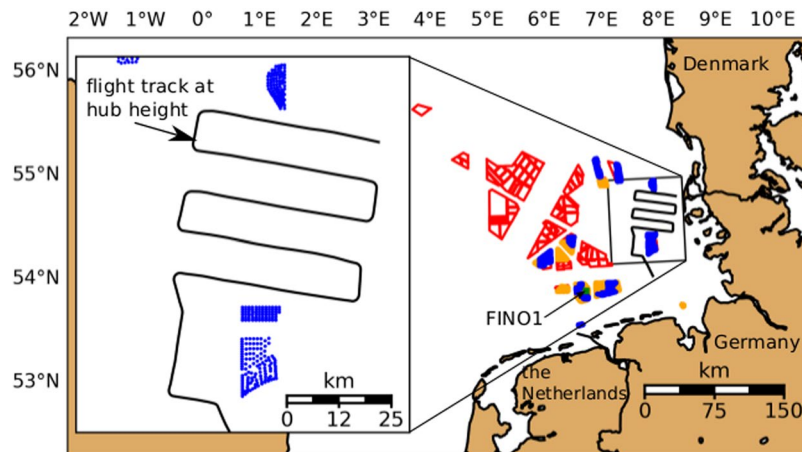 2°W 1°W 0° 1°E 2°E 3°E 4°E 5°E 6°E 7°E 8°E 9°E 10°E
56°N
55°N
54°N
53°N
flight track at
hub height
km
0 12 25
Denmark
FINO1
Germany
the
Netherlands
km
0 75 150